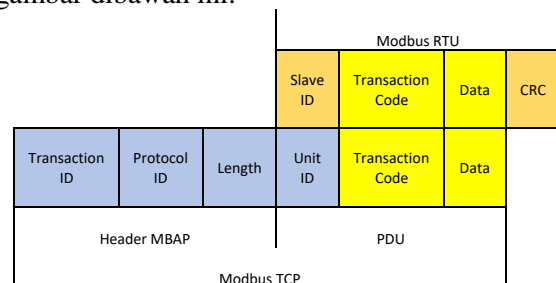 gambar dibawah ini:
Modbus RTU
Slave
ID
Transaction
Code
Data
CRC
Transaction
ID
Protocol
ID
Length
Unit
ID
Transaction
Code
Data
Header MBAP
PDU
Modbus TCP